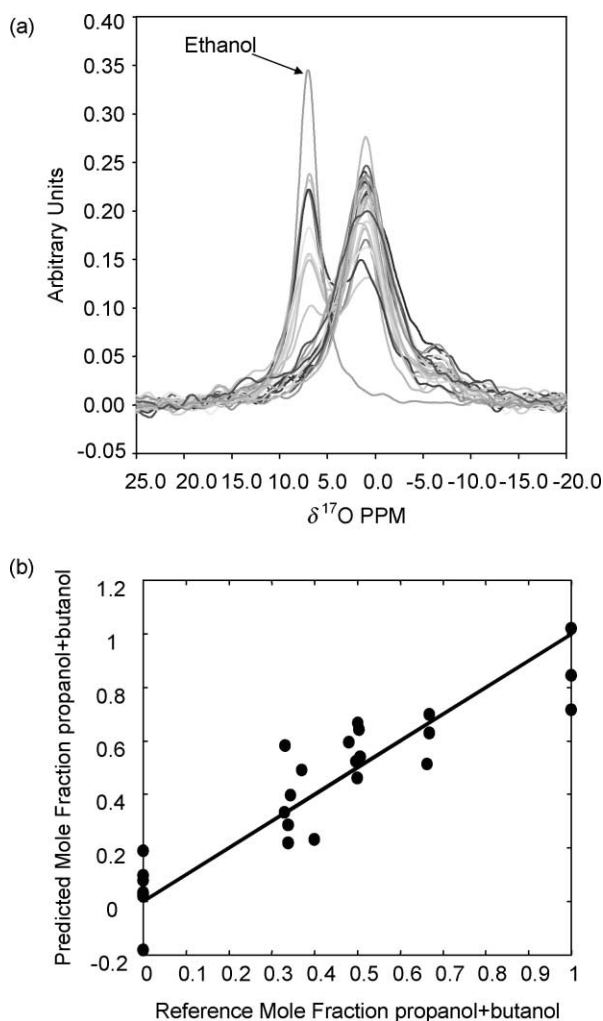 (a)
0.40
0.35
0.30
0.25
0.20
0.15
0.10
0.05
0.00
-0.05
Arbitrary Units
Ethanol
25.0 20.0 15.0 10.0 5.0 0.0 -5.0 -10.0 -15.0 -20.0
δ¹⁷O PPM
(b)
1.2
1
0.8
0.6
0.4
0.2
0
-0.2
Predicted Mole Fraction propanol+butanol
0 0.1 0.2 0.3 0.4 0.5 0.6 0.7 0.8 0.9 1
Reference Mole Fraction propanol+butanol